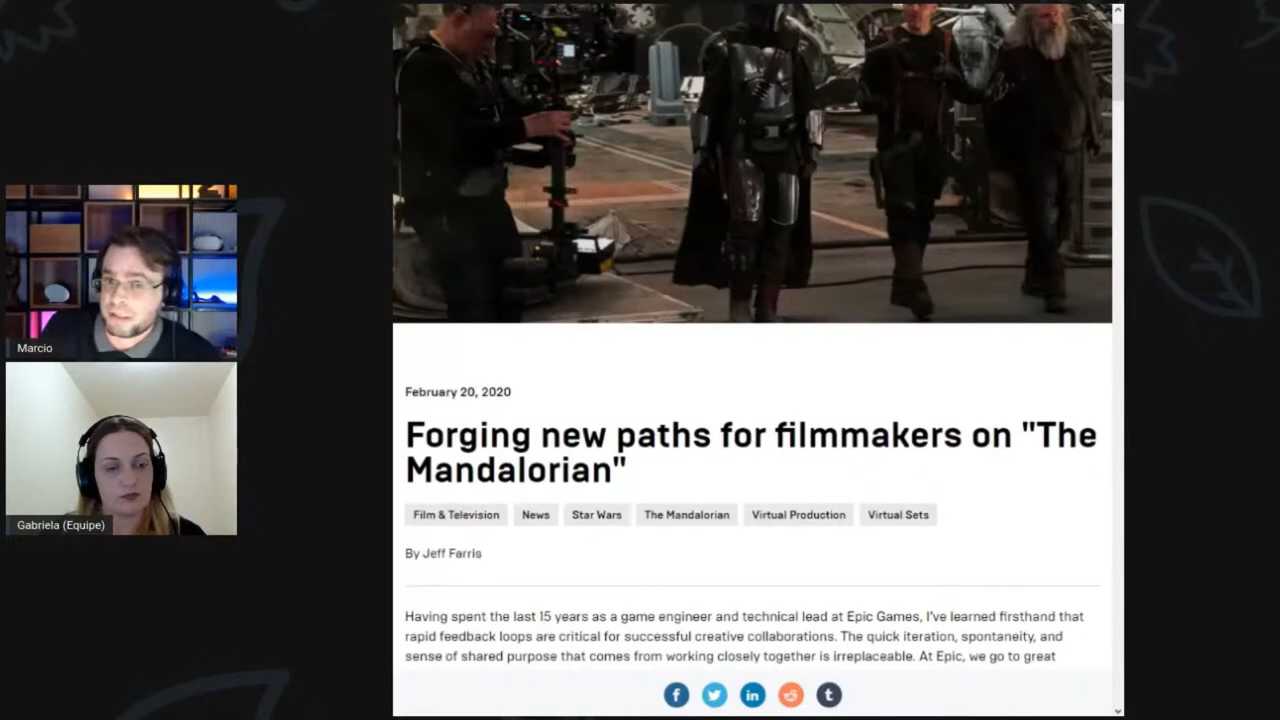 Marcio
Gabriela (Equipe)
February 20, 2020
Forging new paths for filmmakers on "The
Mandalorian"
Film & Television News Star Wars The Mandalorian Virtual Production Virtual Sets
By Jeff Farris
Having spent the last 15 years as a game engineer and technical lead at Epic Games, I've learned firsthand that
rapid feedback loops are critical for successful creative collaborations. The quick iteration, spontaneity, and
sense of shared purpose that comes from working closely together is irreplaceable. At Epic, we go to great
f in t